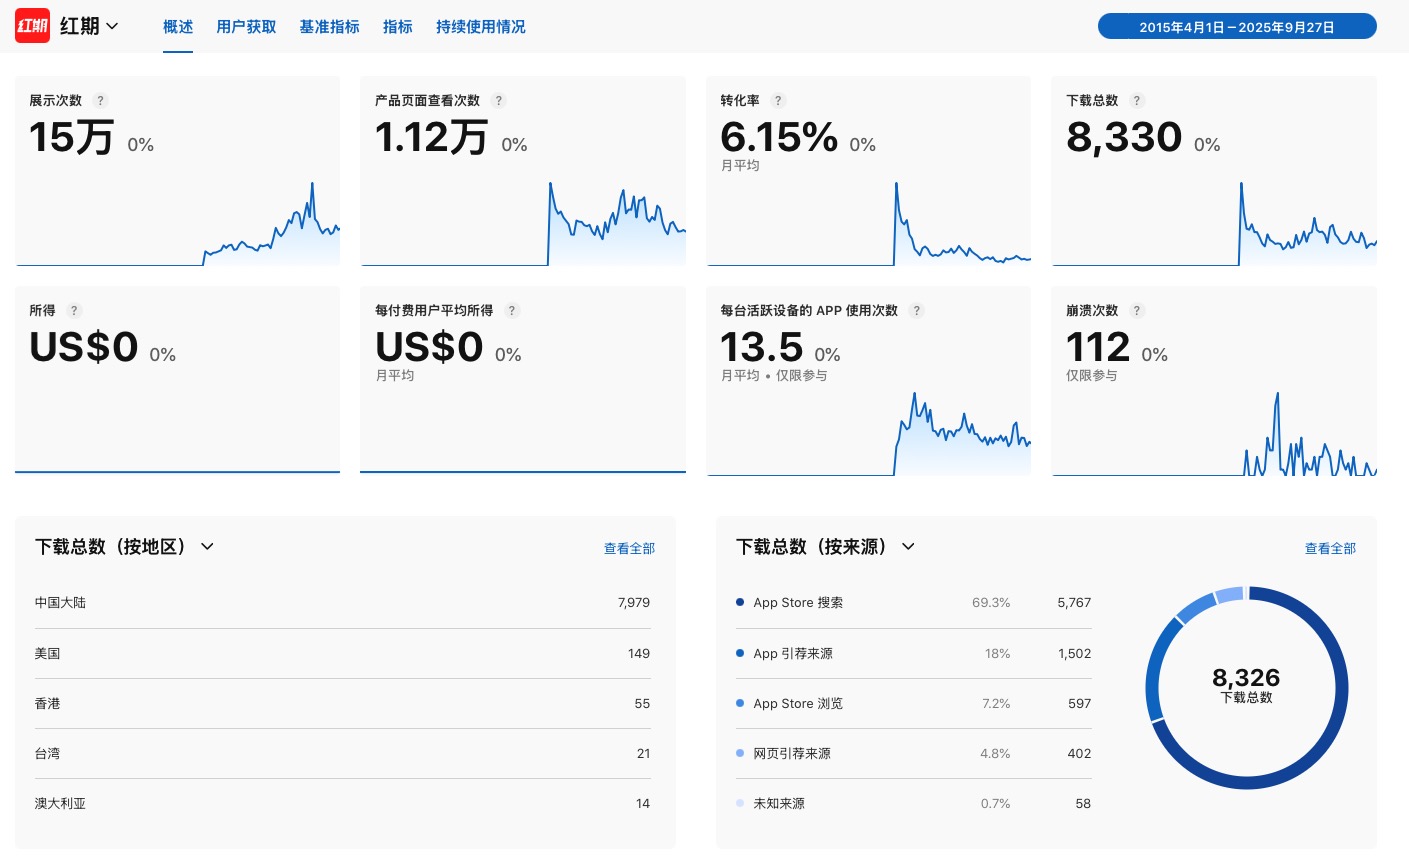 红期 红期 概述 用户获取 基准指标 指标 持续使用情况 2015年4月1日 – 2025年9月27日
展示次数 ?
15万 0%
产品页面查看次数 ?
1.12万 0%
转化率 ?
6.15% 0%
月平均
下载总数 ?
8,330 0%
所得 ?
US$0 0%
每付费用户平均所得 ?
US$0 0%
月平均
每台活跃设备的 APP 使用次数 ?
13.5 0%
月平均 • 仅限参与
崩溃次数 ?
112 0%
仅限参与
下载总数（按地区） 查看全部
中国大陆 7,979
美国 149
香港 55
台湾 21
澳大利亚 14
下载总数（按来源） 查看全部
App Store 搜索 69.3% 5,767
App 引荐来源 18% 1,502
App Store 浏览 7.2% 597
网页引荐来源 4.8% 402
未知来源 0.7% 58
8,326
下载总数